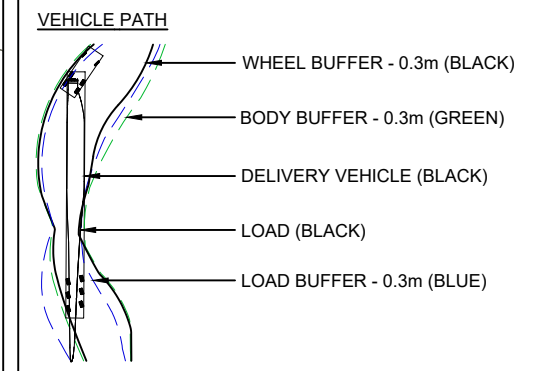 VEHICLE PATH
WHEEL BUFFER - 0.3m (BLACK)
BODY BUFFER - 0.3m (GREEN)
DELIVERY VEHICLE (BLACK)
LOAD (BLACK)
LOAD BUFFER - 0.3m (BLUE)